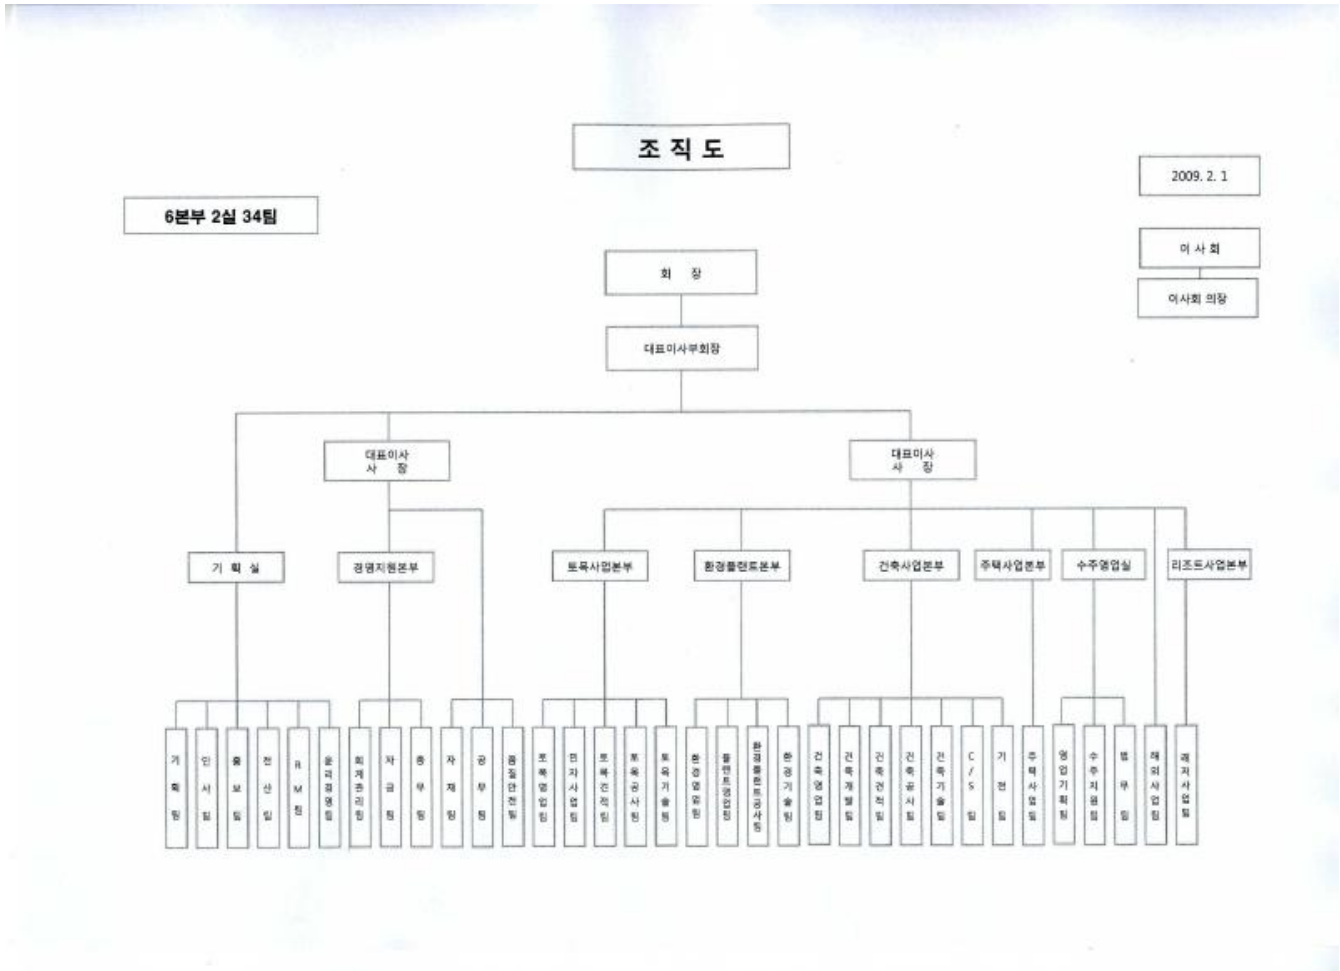 조 직 도
2009. 2. 1
6본부 2실 34팀
이 사 회
이사회 의장
회 장
대표이사부회장
대표이사
사 장
대표이사
사 장
기 획 실
경영지원본부
토목사업본부
환경플랜트본부
건축사업본부
주택사업본부
수주영업실
리조트사업본부
기획팀
인사팀
홍보팀
전산팀
RM팀
윤리경영팀
회계관리팀
자금팀
총무팀
자재팀
공무팀
품질안전팀
토목영업팀
민자사업팀
토목견적팀
토목공사팀
토목기술팀
환경영업팀
플랜트영업팀
환경플랜트공사팀
환경기술팀
건축영업팀
건축개발팀
건축견적팀
건축공사팀
건축기술팀
C/S팀
기전팀
주택사업팀
영업기획팀
수주지원팀
법무팀
해외사업팀
레저사업팀